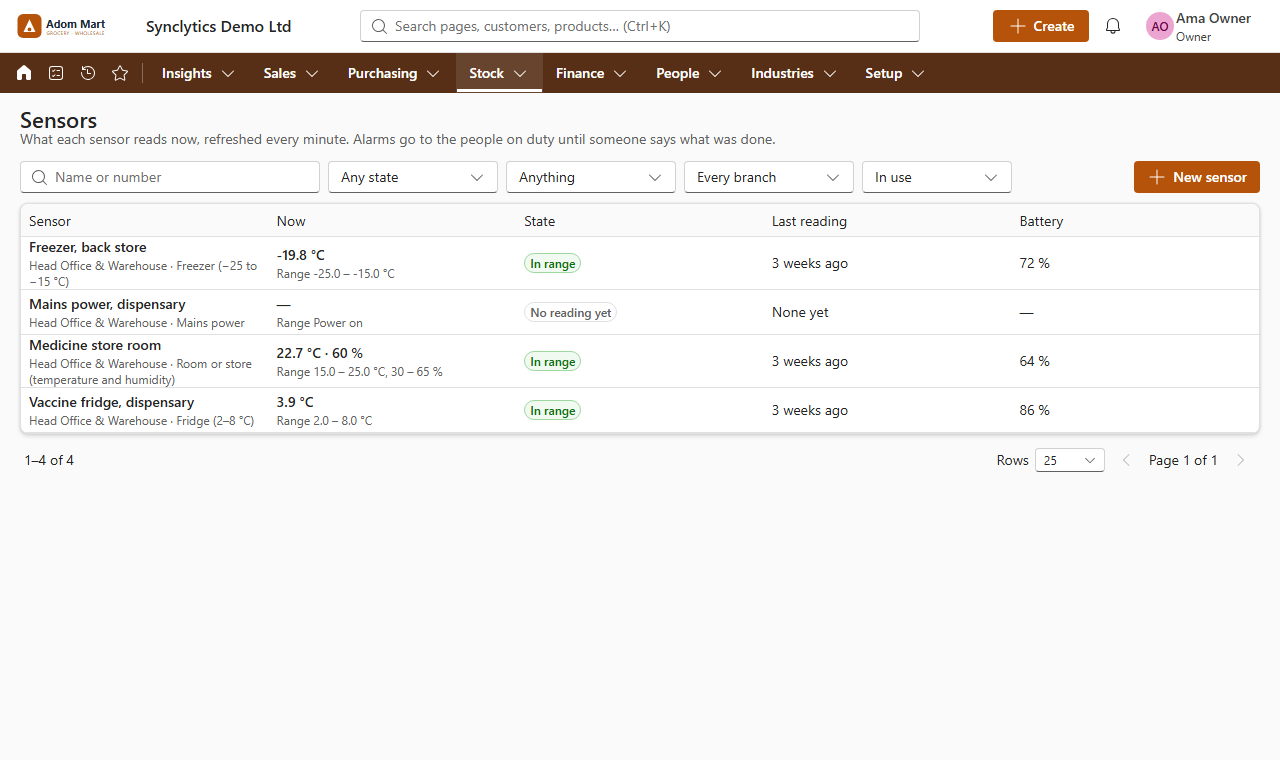 Adom Mart
GROCERY · WHOLESALE
Synclytics Demo Ltd
Search pages, customers, products... (Ctrl+K)
Create
AO
Ama Owner
Owner
Insights
Sales
Purchasing
Stock
Finance
People
Industries
Setup
Sensors
What each sensor reads now, refreshed every minute. Alarms go to the people on duty until someone says what was done.
Name or number
Any state
Anything
Every branch
In use
New sensor
Sensor Now State Last reading Battery
Freezer, back store
Head Office & Warehouse · Freezer (−25 to
−15 °C)
-19.8 °C
Range -25.0 – -15.0 °C
In range
3 weeks ago
72 %
Mains power, dispensary
Head Office & Warehouse · Mains power
—
Range Power on
No reading yet
None yet
—
Medicine store room
Head Office & Warehouse · Room or store
(temperature and humidity)
22.7 °C · 60 %
Range 15.0 – 25.0 °C, 30 – 65 %
In range
3 weeks ago
64 %
Vaccine fridge, dispensary
Head Office & Warehouse · Fridge (2–8 °C)
3.9 °C
Range 2.0 – 8.0 °C
In range
3 weeks ago
86 %
1–4 of 4
Rows
25
Page 1 of 1